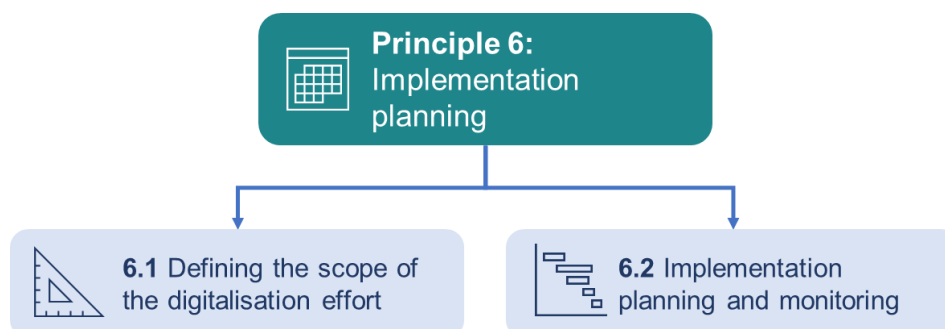 Principle 6:
Implementation
planning
6.1 Defining the scope of
the digitalisation effort
6.2 Implementation
planning and monitoring